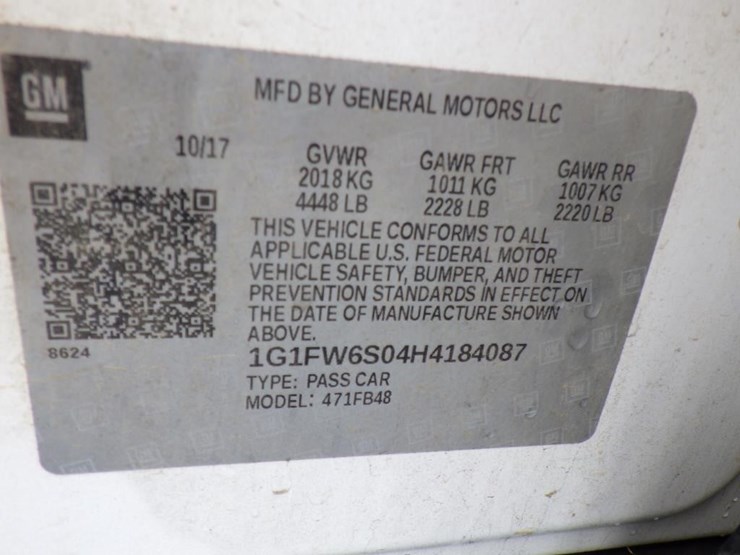 GM
MFD BY GENERAL MOTORS LLC
10/17
GVWR GAWR FRT GAWR RR
2018 KG 1011 KG 1007 KG
4448 LB 2228 LB 2220 LB
THIS VEHICLE CONFORMS TO ALL
APPLICABLE U.S. FEDERAL MOTOR
VEHICLE SAFETY, BUMPER, AND THEFT
PREVENTION STANDARDS IN EFFECT ON
THE DATE OF MANUFACTURE SHOWN
ABOVE.
8624
1G1FW6S04H4184087
TYPE: PASS CAR
MODEL: 471FB48